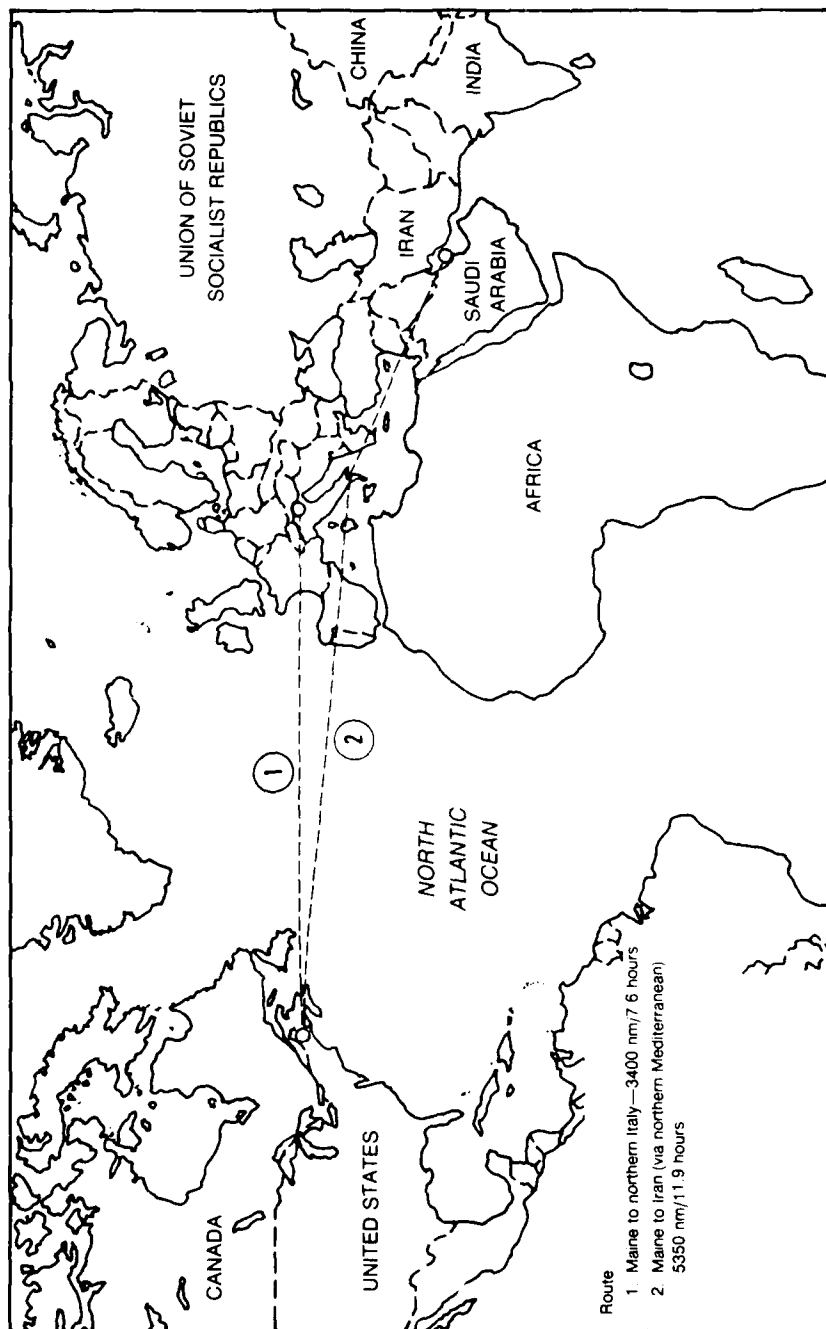 CANADA
UNITED STATES
NORTH
ATLANTIC
OCEAN
1
2
UNION OF SOVIET
SOCIALIST REPUBLICS
CHINA
INDIA
IRAN
SAUDI
ARABIA
AFRICA
Route
1. Maine to northern Italy—3400 nm/7 6 hours
2. Maine to Iran (via northern Mediterranean)
5350 nm/11.9 hours